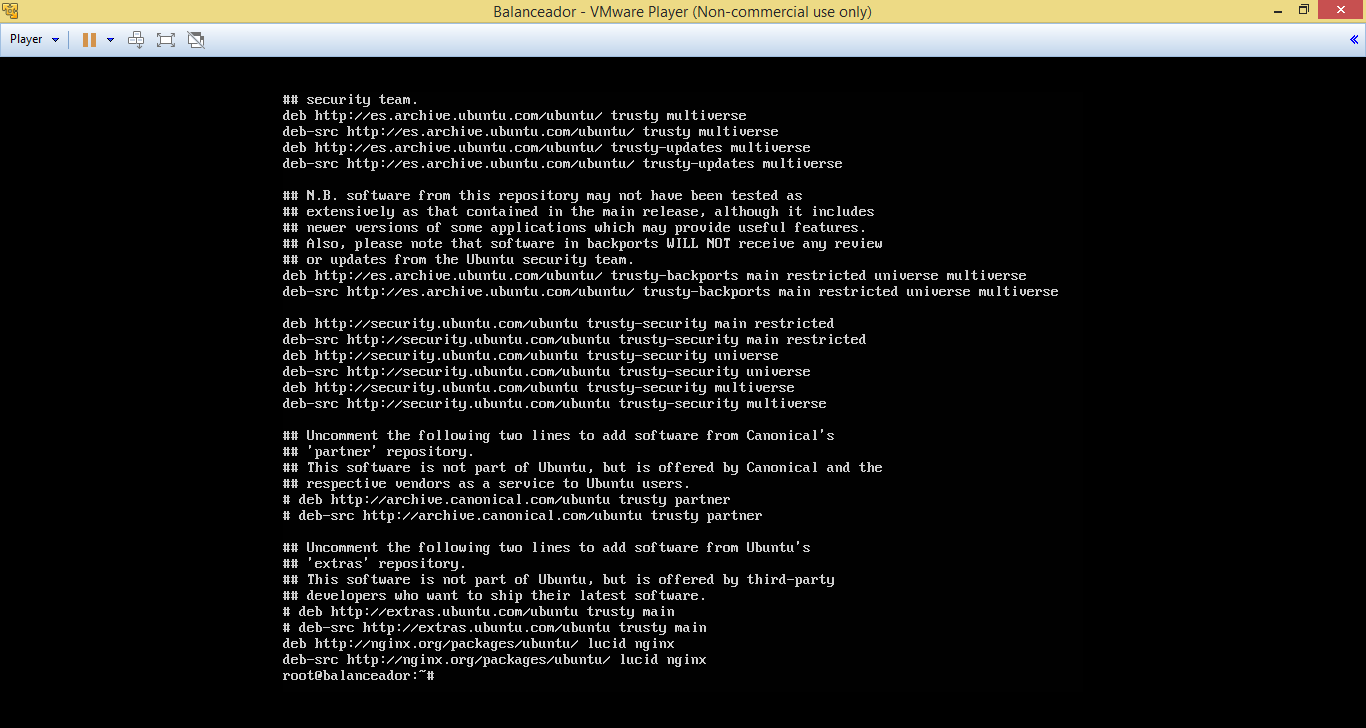 Balanceador - VMware Player (Non-commercial use only)
Player
## security team.
deb http://es.archive.ubuntu.com/ubuntu/ trusty multiverse
deb-src http://es.archive.ubuntu.com/ubuntu/ trusty multiverse
deb http://es.archive.ubuntu.com/ubuntu/ trusty-updates multiverse
deb-src http://es.archive.ubuntu.com/ubuntu/ trusty-updates multiverse
## N.B. software from this repository may not have been tested as
## extensively as that contained in the main release, although it includes
## newer versions of some applications which may provide useful features.
## Also, please note that software in backports WILL NOT receive any review
## or updates from the Ubuntu security team.
deb http://es.archive.ubuntu.com/ubuntu/ trusty-backports main restricted universe multiverse
deb-src http://es.archive.ubuntu.com/ubuntu/ trusty-backports main restricted universe multiverse
deb http://security.ubuntu.com/ubuntu trusty-security main restricted
deb-src http://security.ubuntu.com/ubuntu trusty-security main restricted
deb http://security.ubuntu.com/ubuntu trusty-security universe
deb-src http://security.ubuntu.com/ubuntu trusty-security universe
deb http://security.ubuntu.com/ubuntu trusty-security multiverse
deb-src http://security.ubuntu.com/ubuntu trusty-security multiverse
## Uncomment the following two lines to add software from Canonical's
## 'partner' repository.
## This software is not part of Ubuntu, but is offered by Canonical and the
## respective vendors as a service to Ubuntu users.
# deb http://archive.canonical.com/ubuntu trusty partner
# deb-src http://archive.canonical.com/ubuntu trusty partner
## Uncomment the following two lines to add software from Ubuntu's
## 'extras' repository.
## This software is not part of Ubuntu, but is offered by third-party
## developers who want to ship their latest software.
# deb http://extras.ubuntu.com/ubuntu trusty main
# deb-src http://extras.ubuntu.com/ubuntu trusty main
deb http://nginx.org/packages/ubuntu/ lucid nginx
deb-src http://nginx.org/packages/ubuntu/ lucid nginx
root@balanceador:~#